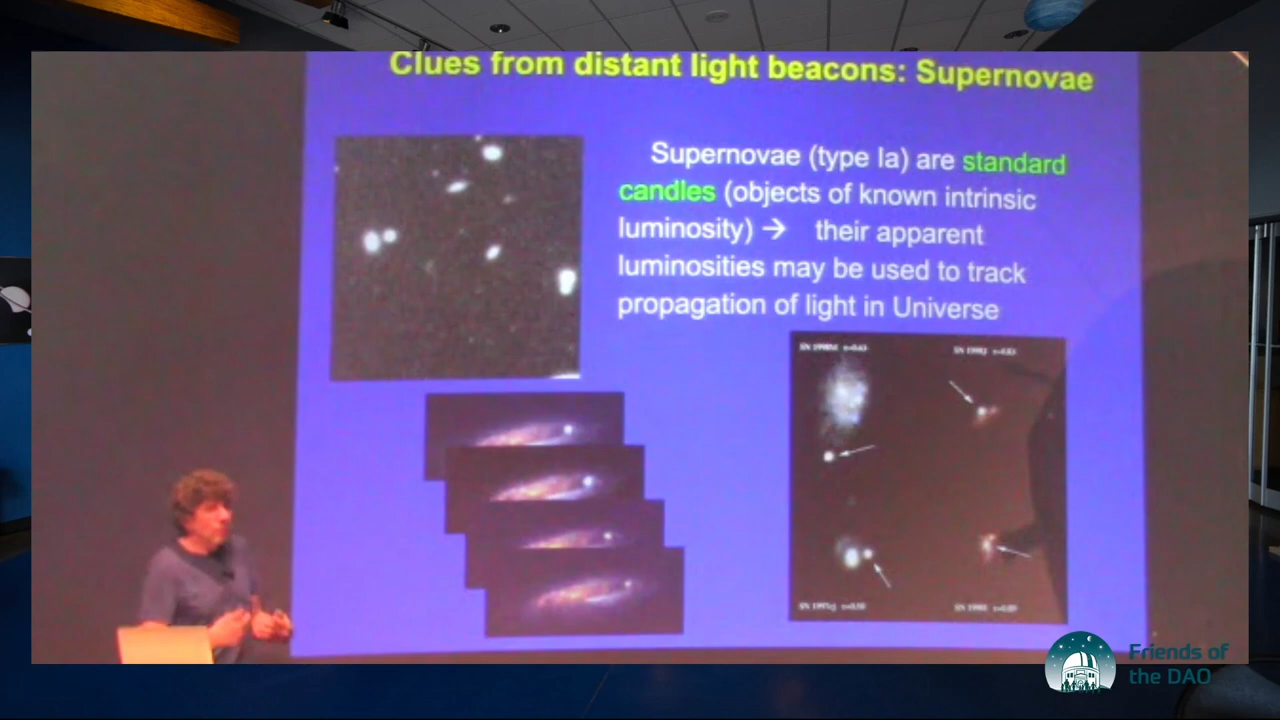 Clues from distant light beacons: Supernovae
Supernovae (type Ia) are standard
candles (objects of known intrinsic
luminosity) → their apparent
luminosities may be used to track
propagation of light in Universe
Friends of
the DAO